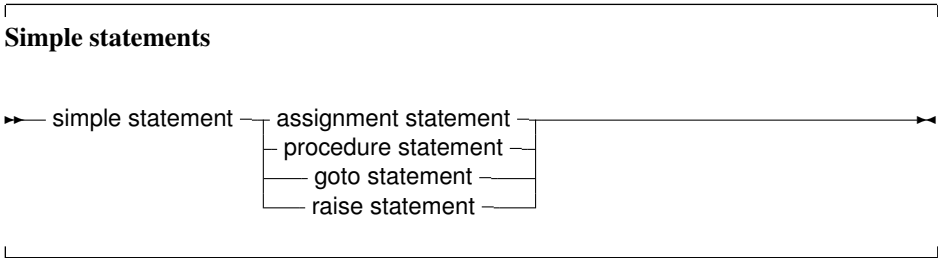 Simple statements
simple statement assignment statement
procedure statement
goto statement
raise statement